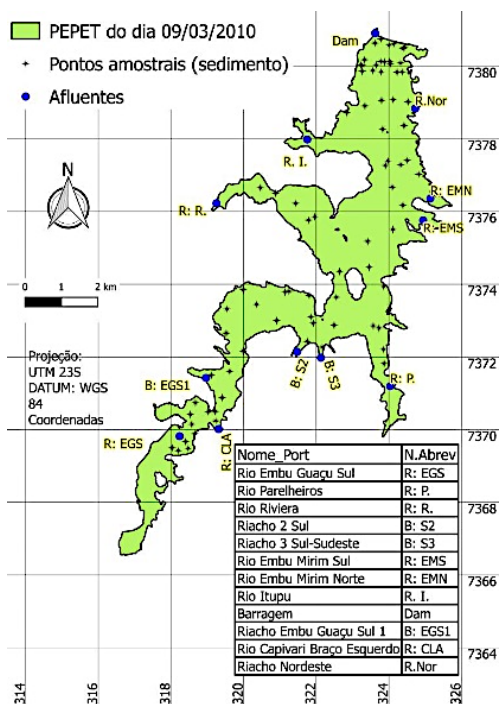 PEPET do dia 09/03/2010
Pontos amostrais (sedimento)
Afluentes
Dam
7380
R.Nor
7378
R. I.
N
R: R.
R: EMN
7376
R: EMS
0 1 2 km
7374
Projeção:
UTM 23S
DATUM: WGS
84
Coordenadas
B: EGS1
B: S2
B: S3
R: P.
7372
R: EGS
R: CLA
7370
Nome_Port N.Abrev
Rio Embu Guaçu Sul R: EGS
Rio Parelheiros R: P.
Rio Riviera R: R.
Riacho 2 Sul B: S2
Riacho 3 Sul-Sudeste B: S3
Rio Embu Mirim Sul R: EMS
Rio Embu Mirim Norte R: EMN
Rio Itupu R. I.
Barragem Dam
Riacho Embu Guaçu Sul 1 B: EGS1
Rio Capivari Braço Esquerdo R: CLA
Riacho Nordeste R.Nor
7368
7366
7364
314 316 318 320 322 324 326